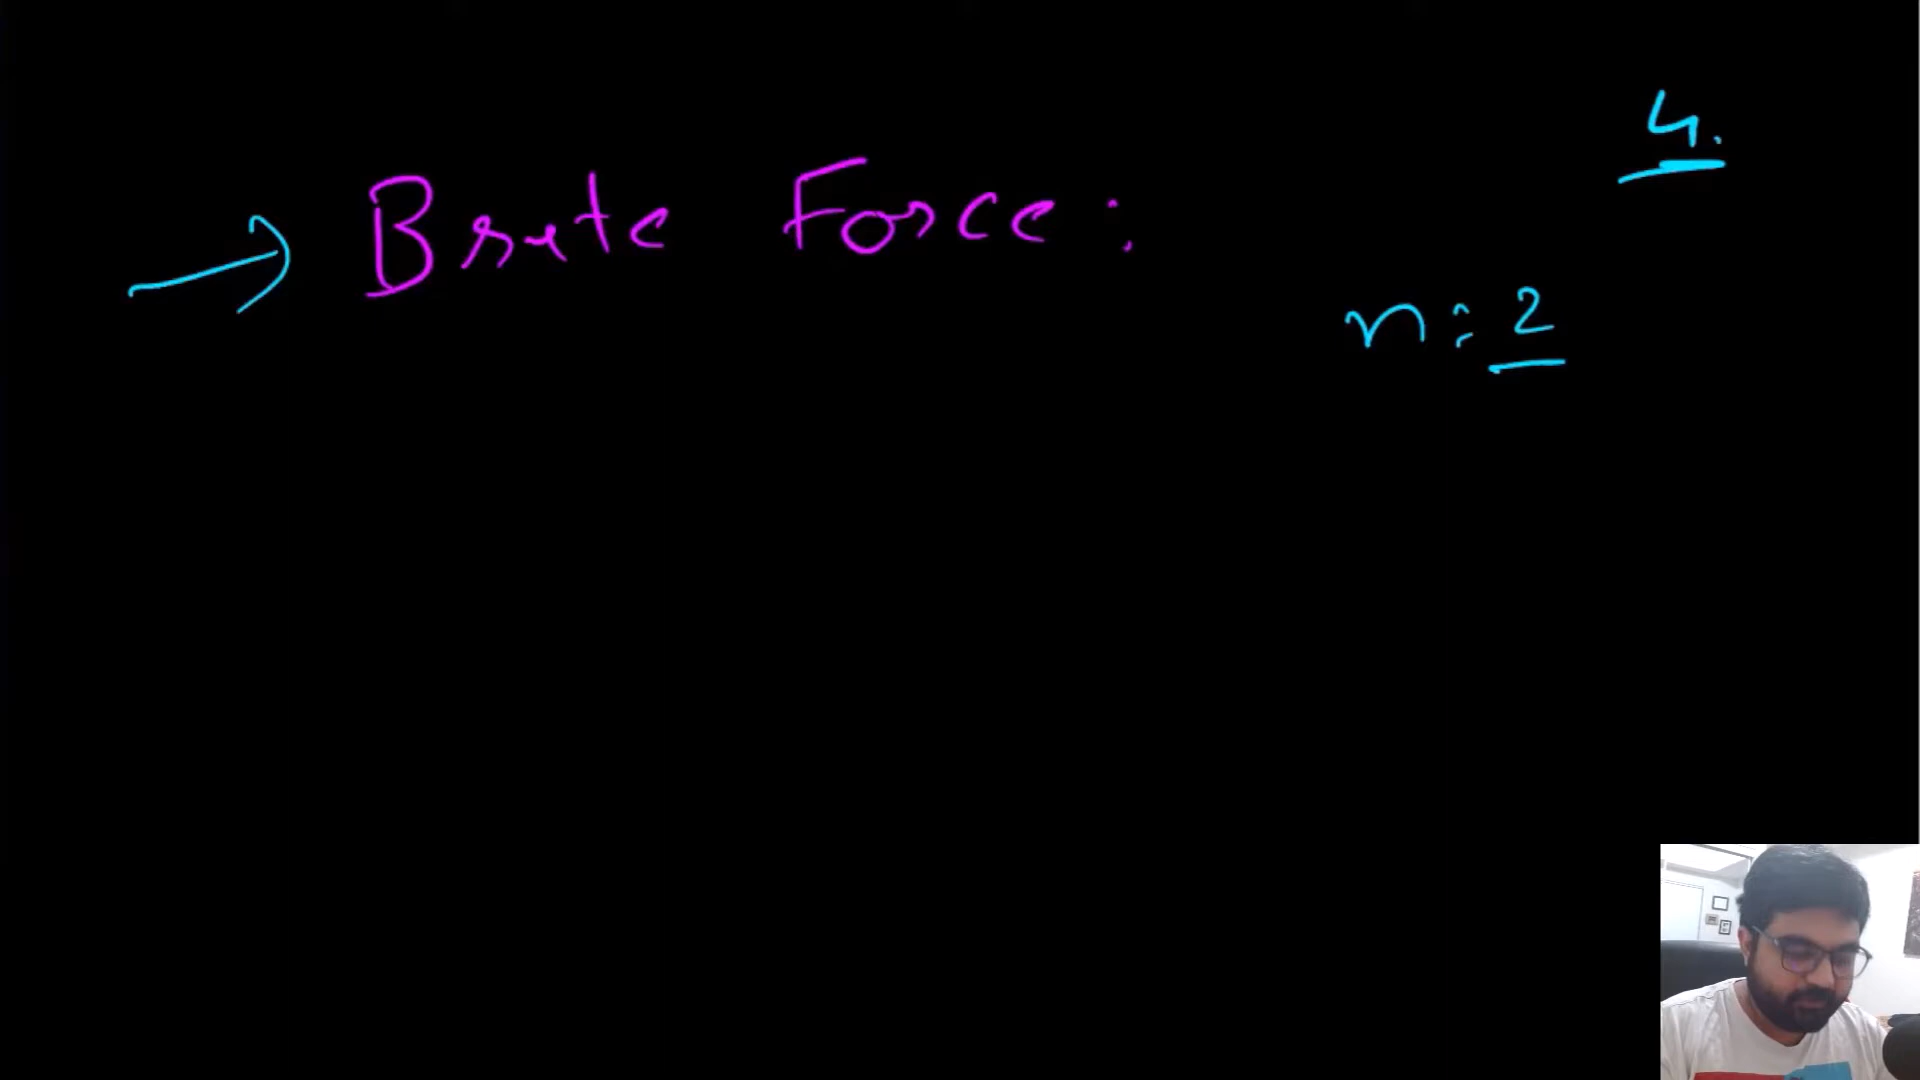 4.
→ Brute Force:
n = 2